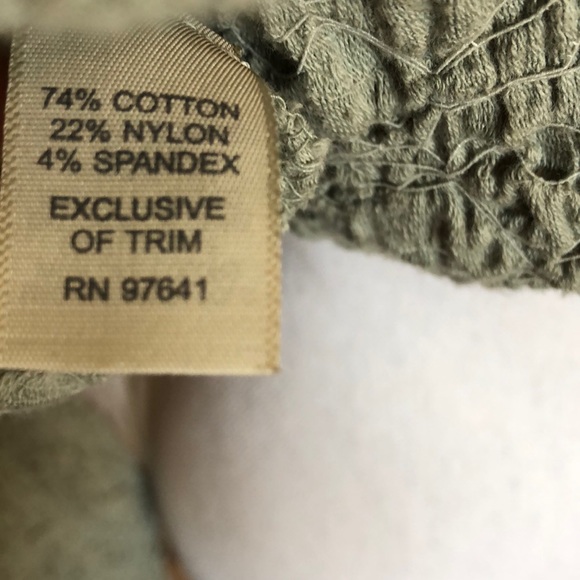 74% COTTON
22% NYLON
4% SPANDEX
EXCLUSIVE
OF TRIM
RN 97641